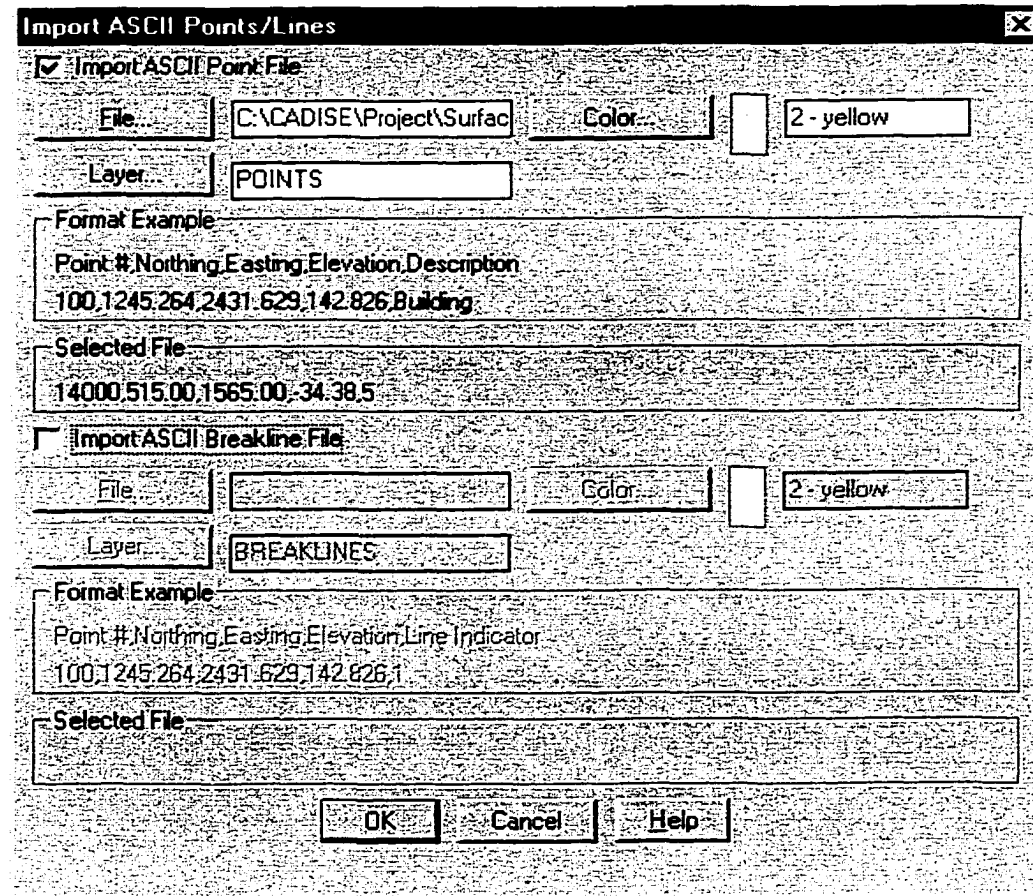 Import ASCII Points/Lines
Import ASCII Point File
File... C:\CADISE\Project\Surfac Color... 2 - yellow
Layer... POINTS
Format Example
Point #,Northing,Easting,Elevation,Description
100,1245.264,2431.629,142.826,Building
Selected File
14000,515.00,1565.00,-34.38,5
Import ASCII Breakline File
File... Color... 2 - yellow
Layer... BREAKLINES
Format Example
Point #,Northing,Easting,Elevation,Line Indicator
100,1245.264,2431.629,142.826,1
Selected File
OK Cancel Help